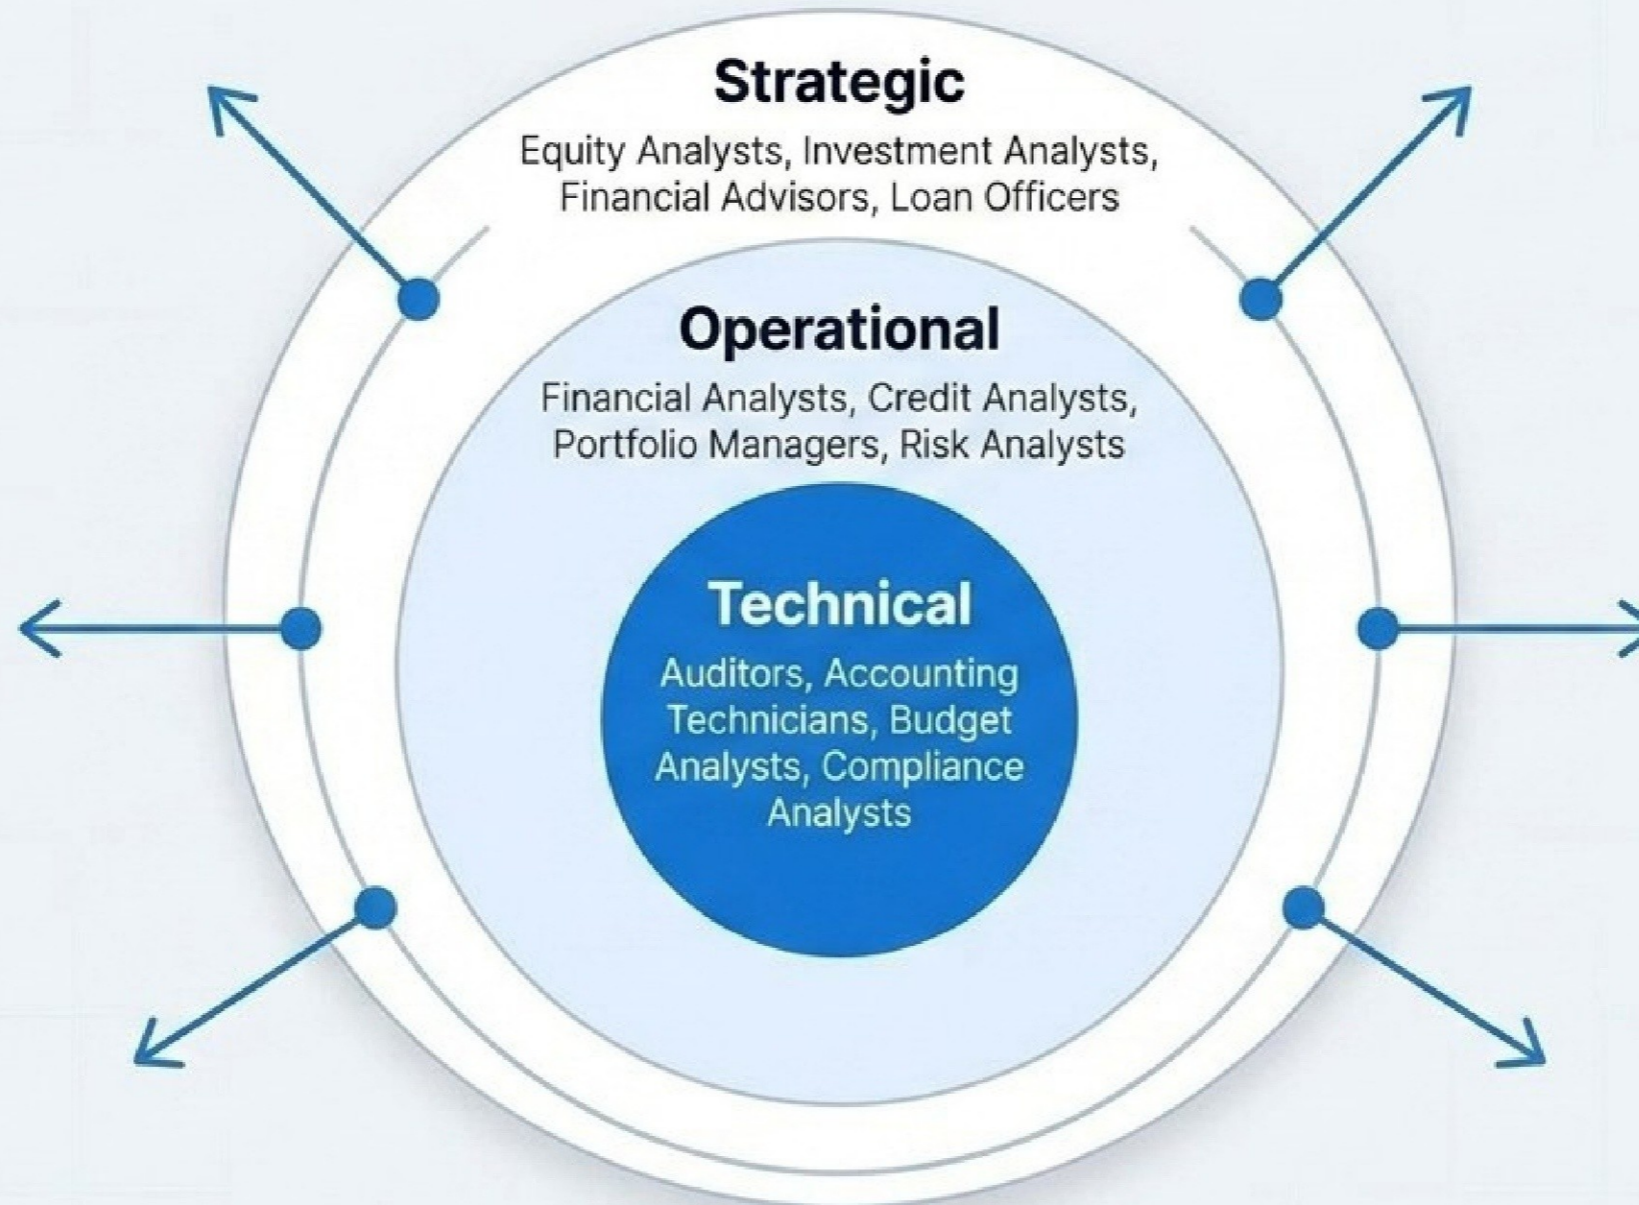 Strategic
Equity Analysts, Investment Analysts,
Financial Advisors, Loan Officers
Operational
Financial Analysts, Credit Analysts,
Portfolio Managers, Risk Analysts
Technical
Auditors, Accounting
Technicians, Budget
Analysts, Compliance
Analysts